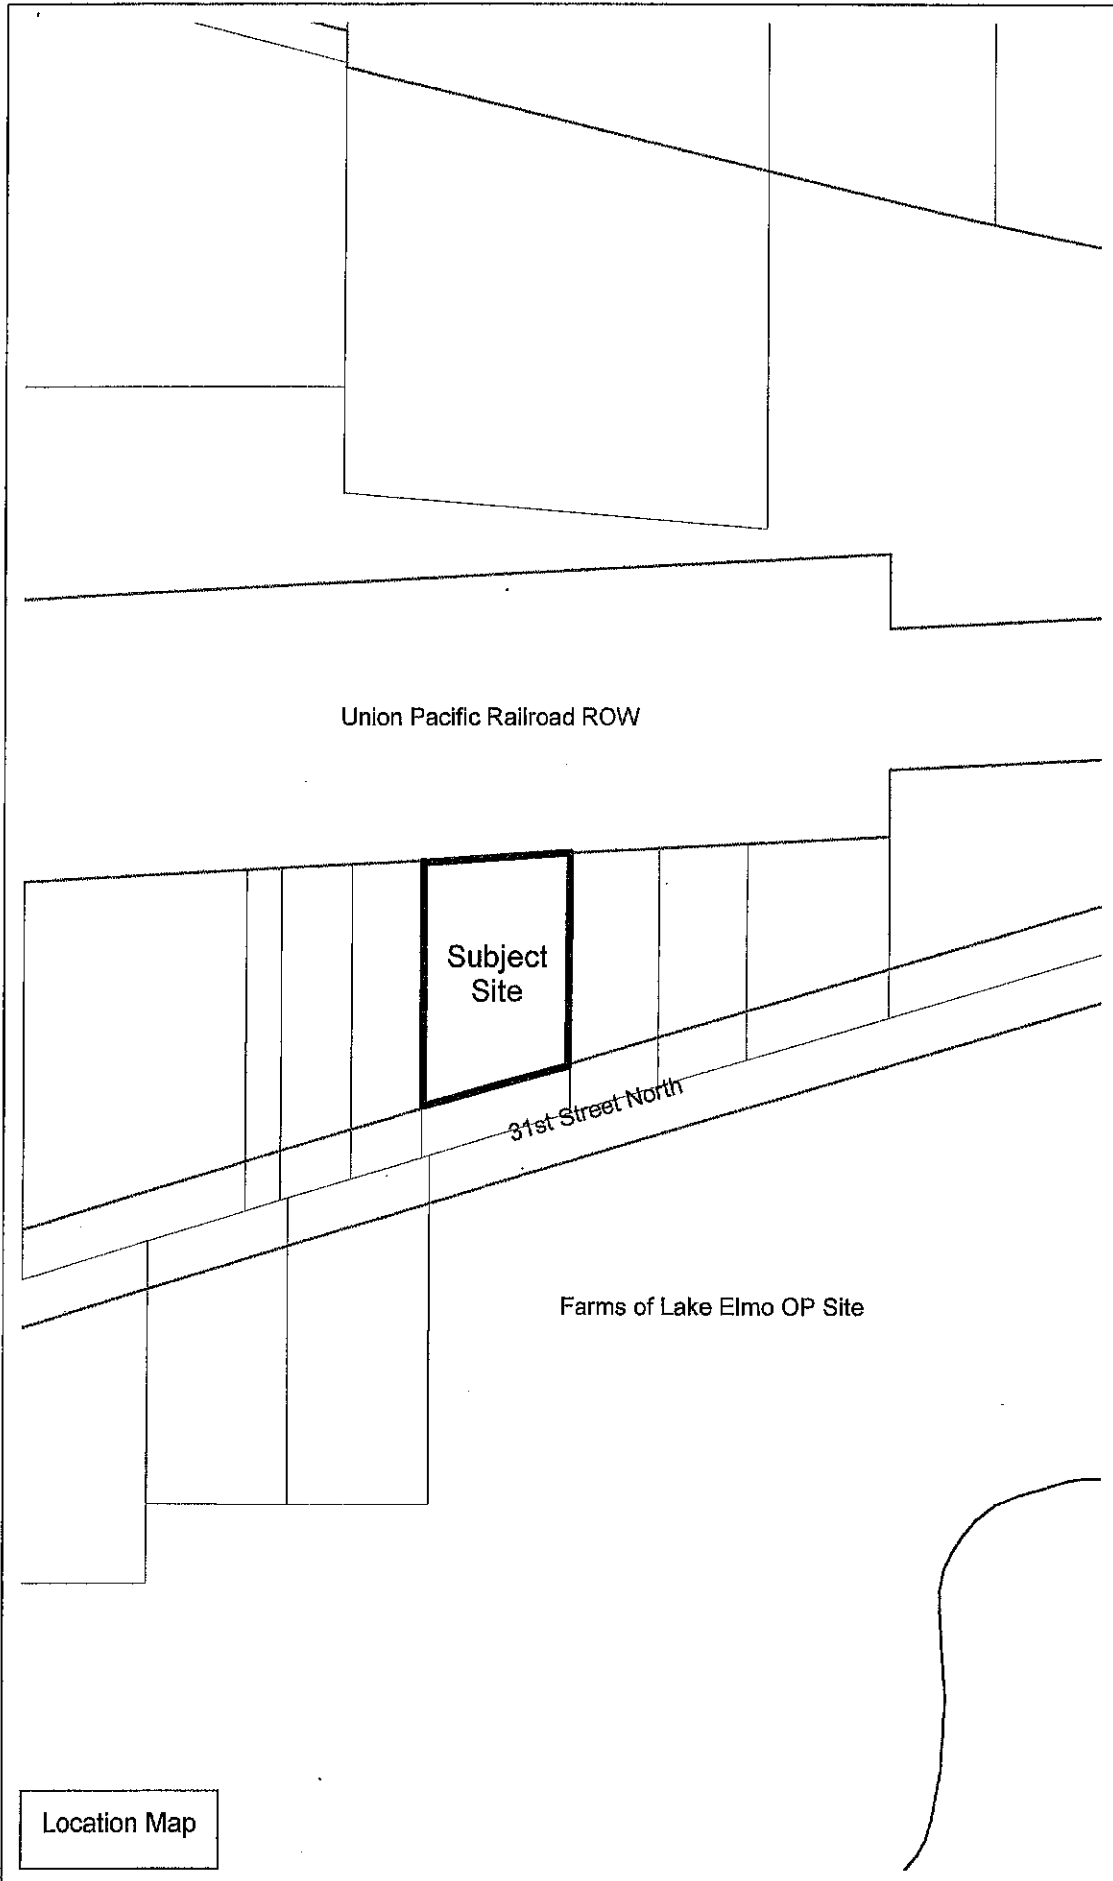 Union Pacific Railroad ROW
Subject
Site
31st Street North
Farms of Lake Elmo OP Site
Location Map